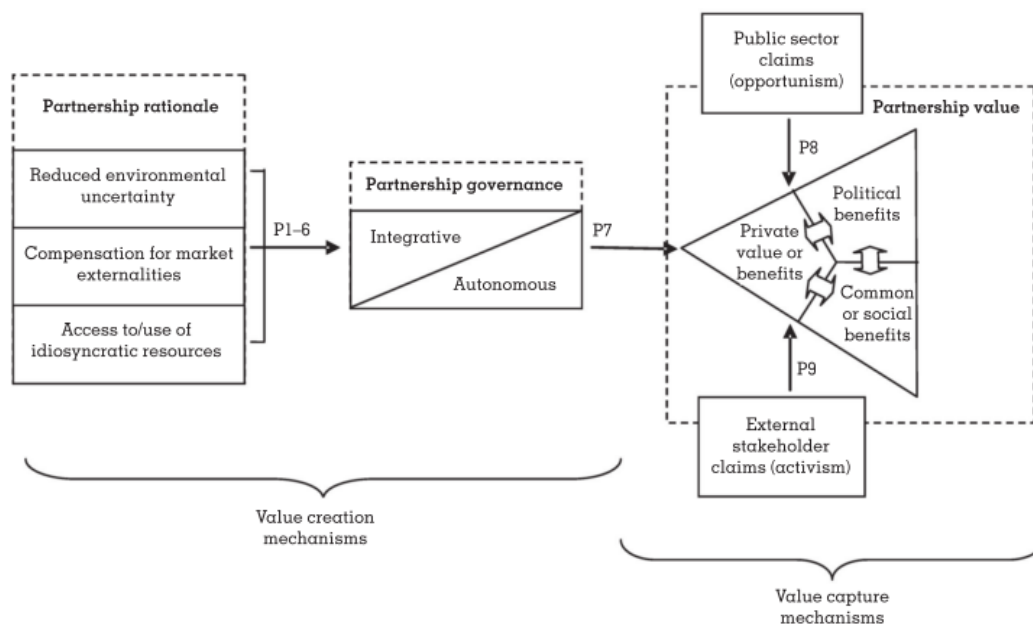 Partnership rationale
Reduced environmental
uncertainty
Compensation for market
externalities
Access to/use of
idiosyncratic resources
P1–6
Partnership governance
Integrative
Autonomous
P7
Public sector
claims
(opportunism)
Partnership value
P8
Political
benefits
Private
value or
benefits
Common
or social
benefits
P9
External
stakeholder
claims (activism)
Value creation
mechanisms
Value capture
mechanisms